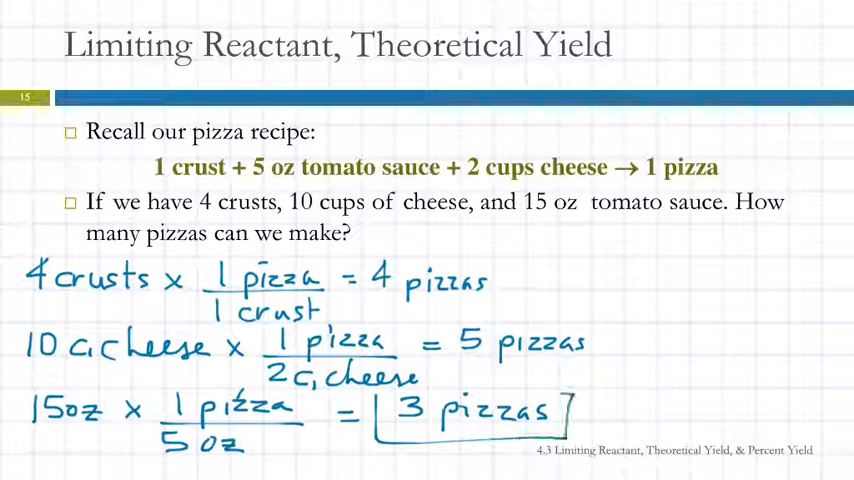 Limiting Reactant, Theoretical Yield
15
Recall our pizza recipe:
1 crust + 5 oz tomato sauce + 2 cups cheese → 1 pizza
If we have 4 crusts, 10 cups of cheese, and 15 oz tomato sauce. How
many pizzas can we make?
4 crusts × 1 pizza / 1 crust = 4 pizzas
10 c, cheese × 1 pizza / 2 c, cheese = 5 pizzas
15 oz × 1 pizza / 5 oz = 3 pizzas
4.3 Limiting Reactant, Theoretical Yield, & Percent Yield